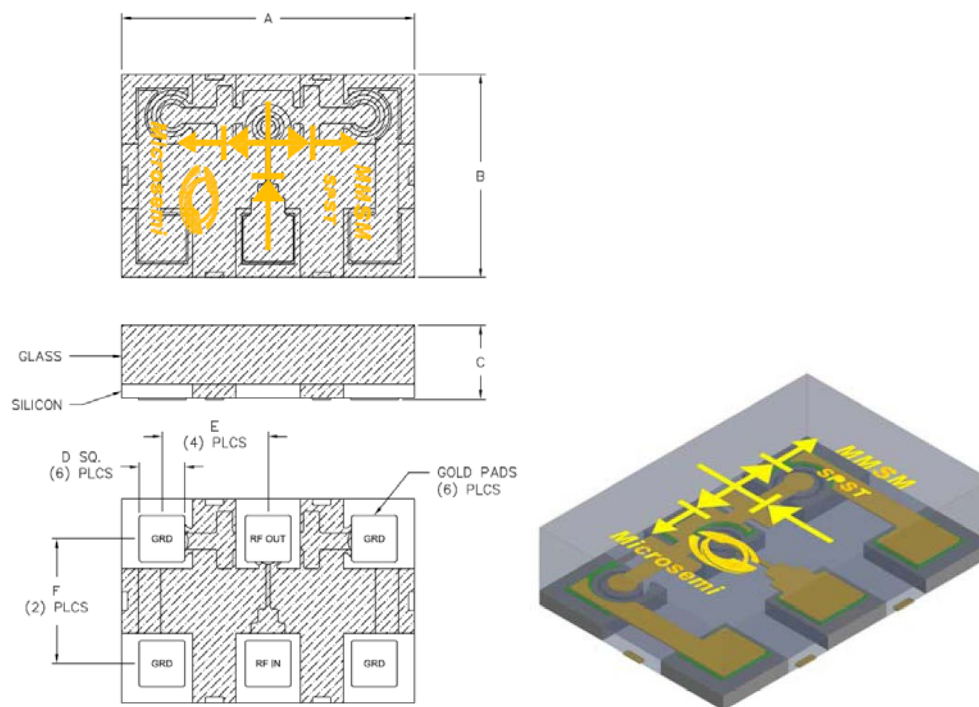 A
Microsemi
SPST
MMSM
B
GLASS
SILICON
C
E
(4) PLCS
D SQ.
(6) PLCS
GOLD PADS
(6) PLCS
GRD
RF OUT
GRD
F
(2) PLCS
GRD
RF IN
GRD
MMSM
SPST
Microsemi